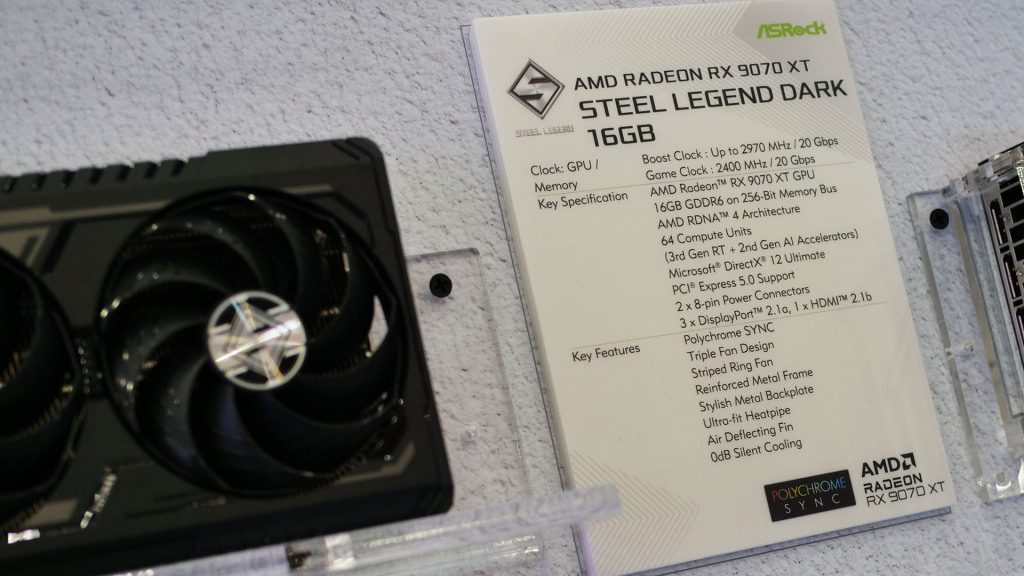 ASRock
AMD RADEON RX 9070 XT
STEEL LEGEND DARK
STEEL LEGEND
16GB
Clock: GPU / Memory
Boost Clock : Up to 2970 MHz / 20 Gbps
Game Clock : 2400 MHz / 20 Gbps
Key Specification
AMD Radeon™ RX 9070 XT GPU
16GB GDDR6 on 256-Bit Memory Bus
AMD RDNA™ 4 Architecture
64 Compute Units
(3rd Gen RT + 2nd Gen AI Accelerators)
Microsoft® DirectX® 12 Ultimate
PCI® Express 5.0 Support
2 x 8-pin Power Connectors
3 x DisplayPort™ 2.1a, 1 x HDMI™ 2.1b
Key Features
Polychrome SYNC
Triple Fan Design
Striped Ring Fan
Reinforced Metal Frame
Stylish Metal Backplate
Ultra-fit Heatpipe
Air Deflecting Fin
0dB Silent Cooling
POLYCHROME
SYNC
AMD
RADEON
RX 9070 XT